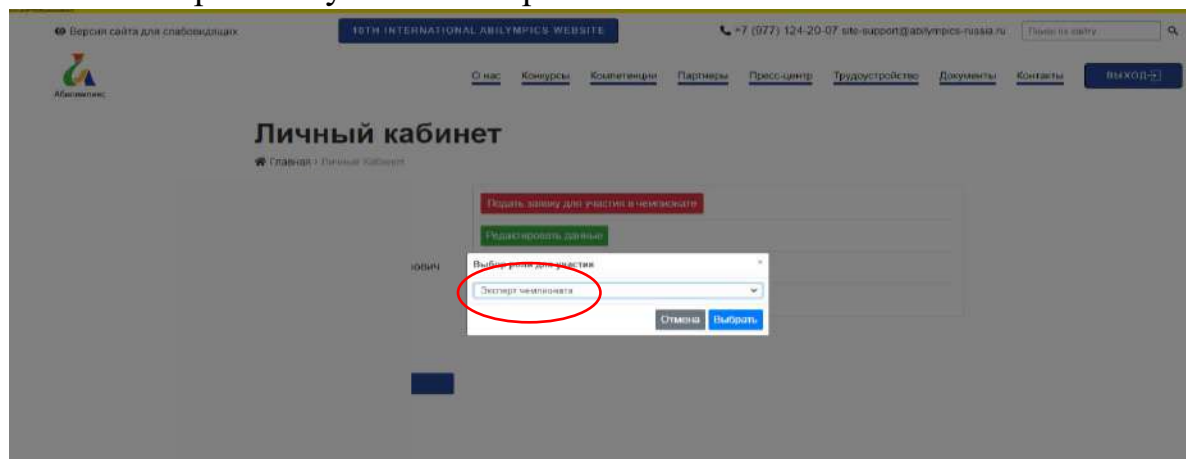 Версия сайта для слабовидящих
10TH INTERNATIONAL ABILYMPICS WEBSITE
+7 (977) 124-20-07 site-support@abilympics-russia.ru
Поиск по сайту
Абилимпикс
О нас Конкурсы Компетенции Партнеры Пресс-центр Трудоустройство Документы Контакты ВЫХОД
Личный кабинет
Главная › Личный Кабинет
Подать заявку для участия в чемпионате
Редактировать данные
ович
Выбор роли для участия ×
Эксперт чемпионата
Отмена Выбрать